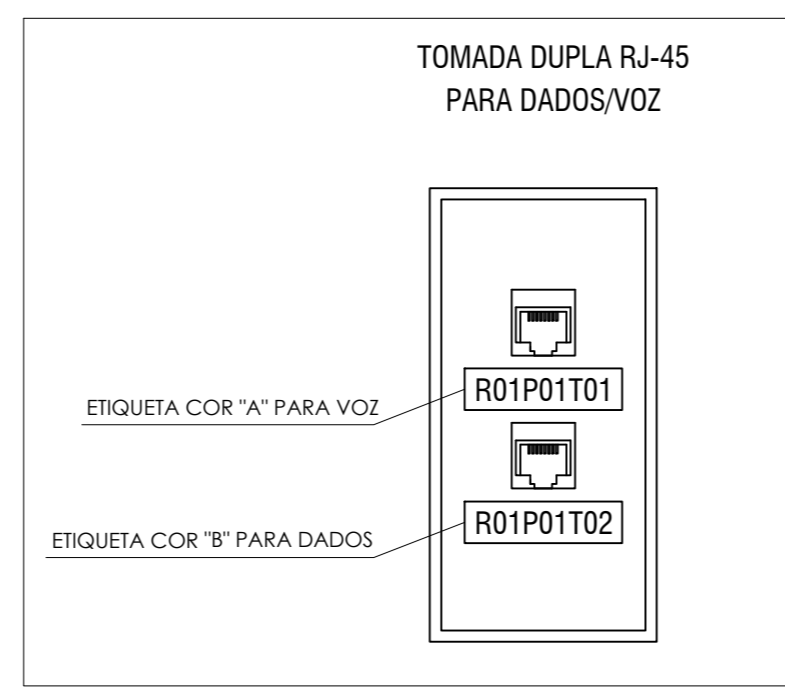 TOMADA DUPLA RJ-45
PARA DADOS/VOZ
R01P01T01
ETIQUETA COR "A" PARA VOZ
R01P01T02
ETIQUETA COR "B" PARA DADOS